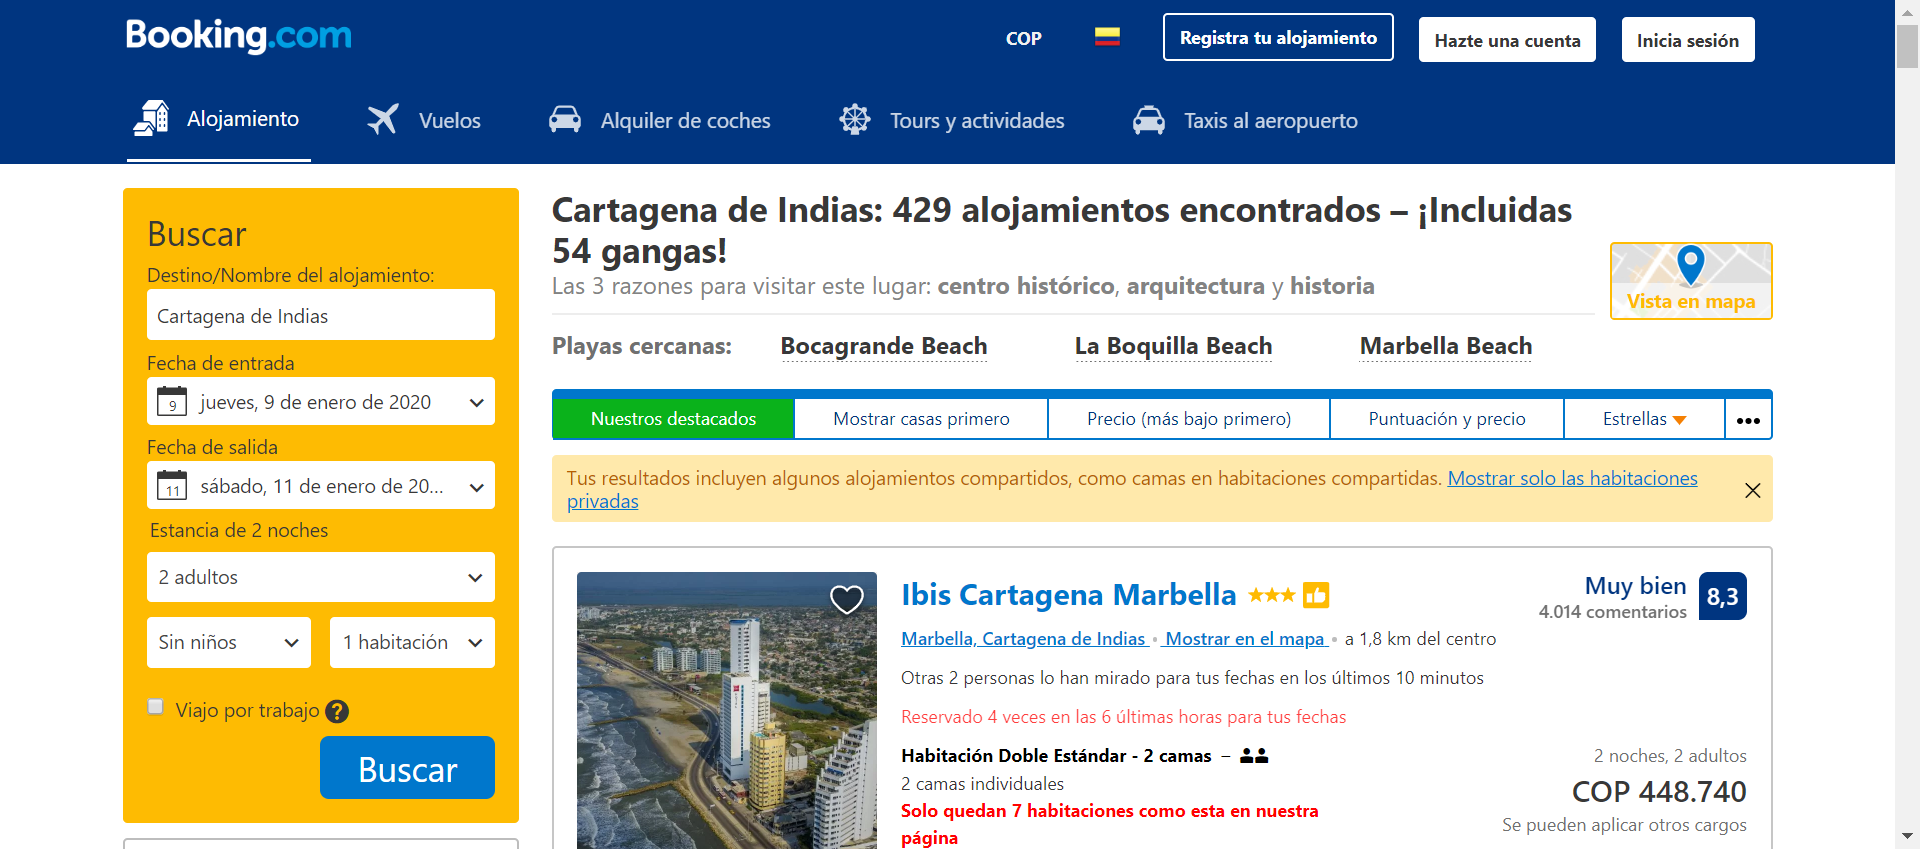 Booking.com
COP
Registra tu alojamiento
Hazte una cuenta
Inicia sesión
Alojamiento
Vuelos
Alquiler de coches
Tours y actividades
Taxis al aeropuerto
Buscar
Destino/Nombre del alojamiento:
Cartagena de Indias
Fecha de entrada
9
jueves, 9 de enero de 2020
Fecha de salida
11
sábado, 11 de enero de 20...
Estancia de 2 noches
2 adultos
Sin niños
1 habitación
Viajo por trabajo ?
Buscar
Cartagena de Indias: 429 alojamientos encontrados – ¡Incluidas
54 gangas!
Las 3 razones para visitar este lugar: centro histórico, arquitectura y historia
Vista en mapa
Playas cercanas:
Bocagrande Beach
La Boquilla Beach
Marbella Beach
Nuestros destacados
Mostrar casas primero
Precio (más bajo primero)
Puntuación y precio
Estrellas
•••
Tus resultados incluyen algunos alojamientos compartidos, como camas en habitaciones compartidas. Mostrar solo las habitaciones
privadas
Ibis Cartagena Marbella
Muy bien
4.014 comentarios
8,3
Marbella, Cartagena de Indias • Mostrar en el mapa • a 1,8 km del centro
Otras 2 personas lo han mirado para tus fechas en los últimos 10 minutos
Reservado 4 veces en las 6 últimas horas para tus fechas
Habitación Doble Estándar - 2 camas –
2 camas individuales
Solo quedan 7 habitaciones como esta en nuestra
página
2 noches, 2 adultos
COP 448.740
Se pueden aplicar otros cargos